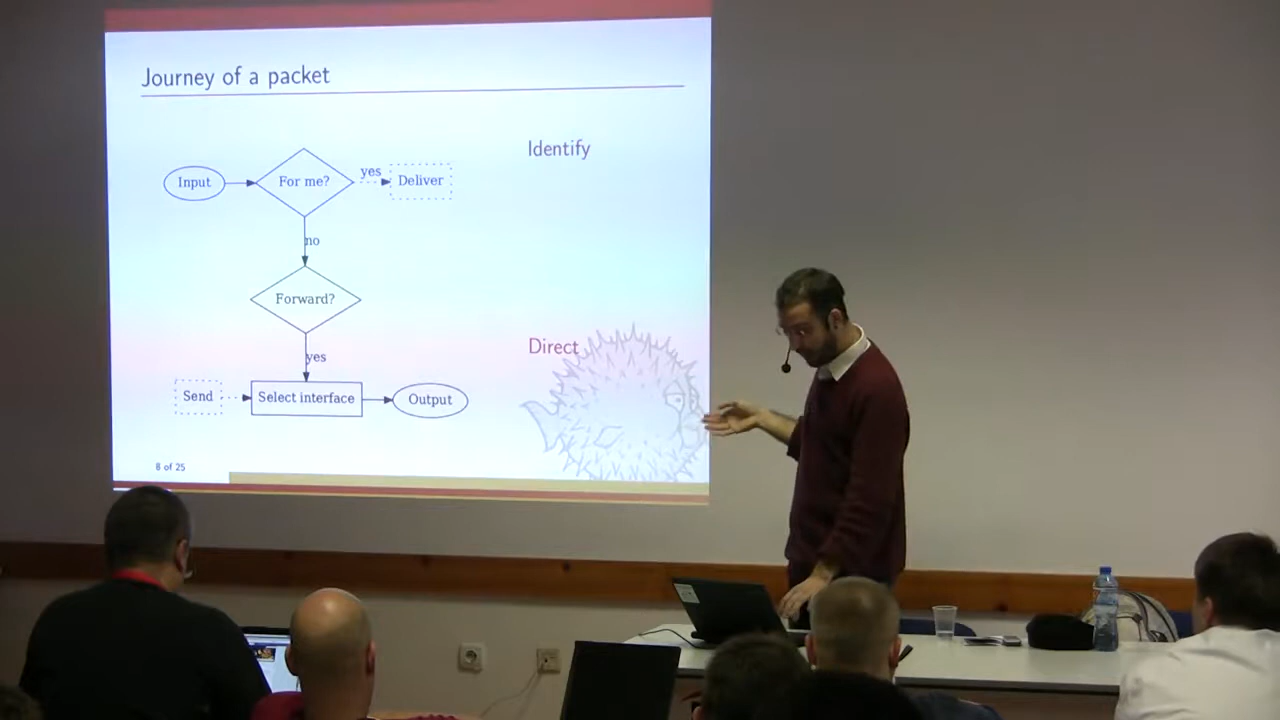 Journey of a packet
Identify
Input
For me?
yes
Deliver
no
Forward?
Direct
yes
Send
Select interface
Output
8 of 25